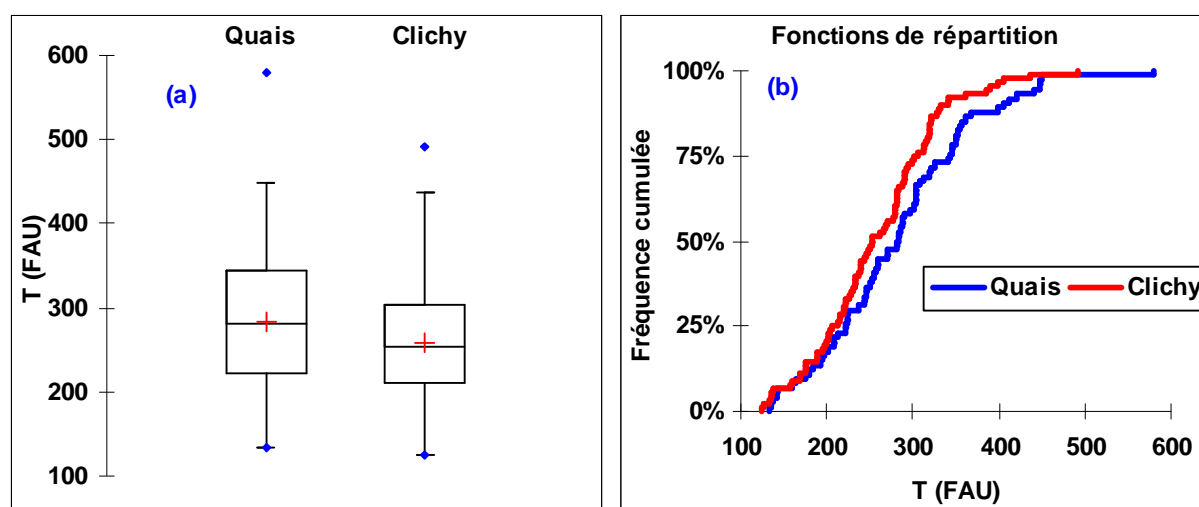 Quais Clichy
(a)
600
500
400
300
200
100
T (FAU)
Fonctions de répartition
(b)
100%
75%
50%
25%
0%
Fréquence cumulée
Quais Clichy
100 200 300 400 500 600
T (FAU)